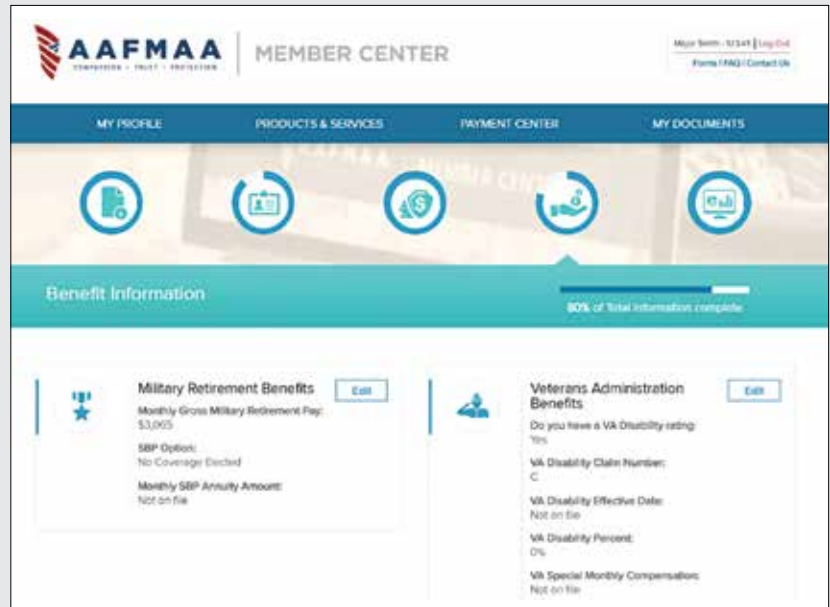 AAFMAA
COMPASSION • TRUST • PROTECTION
MEMBER CENTER
Major Smith - 12345 | Log Out
Forms | FAQ | Contact Us
MY PROFILE
PRODUCTS & SERVICES
PAYMENT CENTER
MY DOCUMENTS
Benefit Information
80% of Total Information complete
Military Retirement Benefits
Edit
Monthly Gross Military Retirement Pay:
$3,065
SBP Option:
No Coverage Elected
Monthly SBP Annuity Amount:
Not on file
Veterans Administration
Benefits
Edit
Do you have a VA Disability rating:
Yes
VA Disability Claim Number:
C
VA Disability Effective Date:
Not on file
VA Disability Percent:
0%
VA Special Monthly Compensation:
Not on file